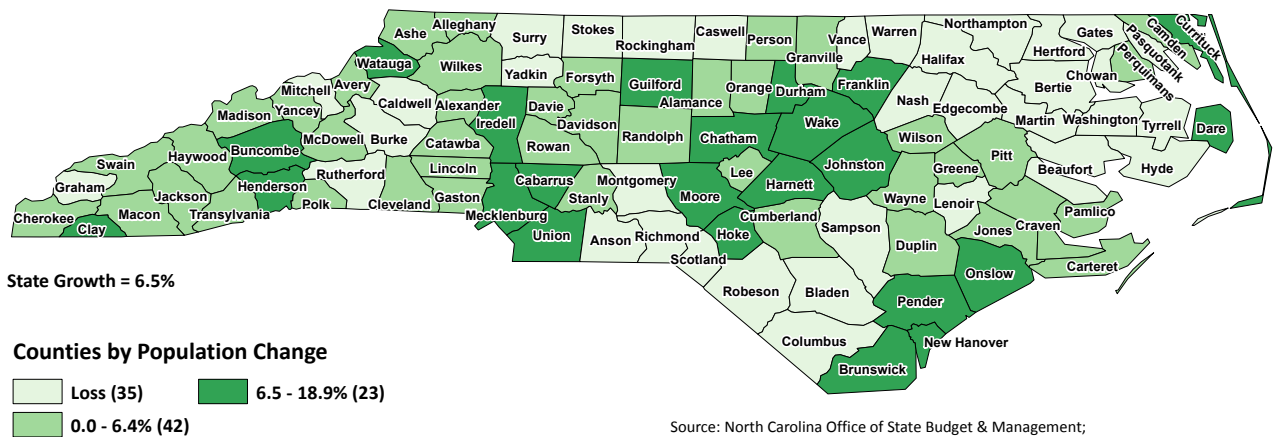 Ashe
Alleghany
Surry
Stokes
Rockingham
Caswell
Person
Granville
Vance
Warren
Northampton
Gates
Camden
Currituck
Pasquotank
Perquimans
Watauga
Wilkes
Yadkin
Forsyth
Guilford
Alamance
Orange
Durham
Franklin
Halifax
Hertford
Chowan
Bertie
Mitchell
Avery
Yancey
Caldwell
Alexander
Iredell
Davie
Davidson
Randolph
Chatham
Wake
Nash
Edgecombe
Martin
Washington
Tyrrell
Dare
Madison
McDowell
Burke
Catawba
Rowan
Buncombe
Haywood
Swain
Graham
Jackson
Henderson
Rutherford
Lincoln
Cabarrus
Stanly
Montgomery
Moore
Lee
Harnett
Johnston
Wilson
Greene
Pitt
Beaufort
Hyde
Cherokee
Clay
Macon
Transylvania
Polk
Cleveland
Gaston
Mecklenburg
Union
Anson
Richmond
Scotland
Hoke
Cumberland
Sampson
Wayne
Lenoir
Jones
Craven
Pamlico
Carteret
Duplin
Onslow
Robeson
Bladen
Pender
Columbus
New Hanover
Brunswick
State Growth = 6.5%
Counties by Population Change
Loss (35)
6.5 - 18.9% (23)
0.0 - 6.4% (42)
Source: North Carolina Office of State Budget & Management;